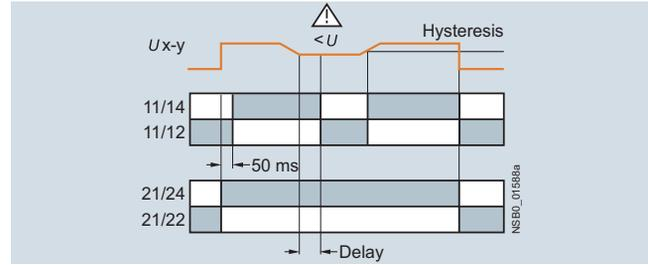 < U
Hysteresis
U x-y
11/14
11/12
50 ms
21/24
21/22
Delay
NSB0_01588a